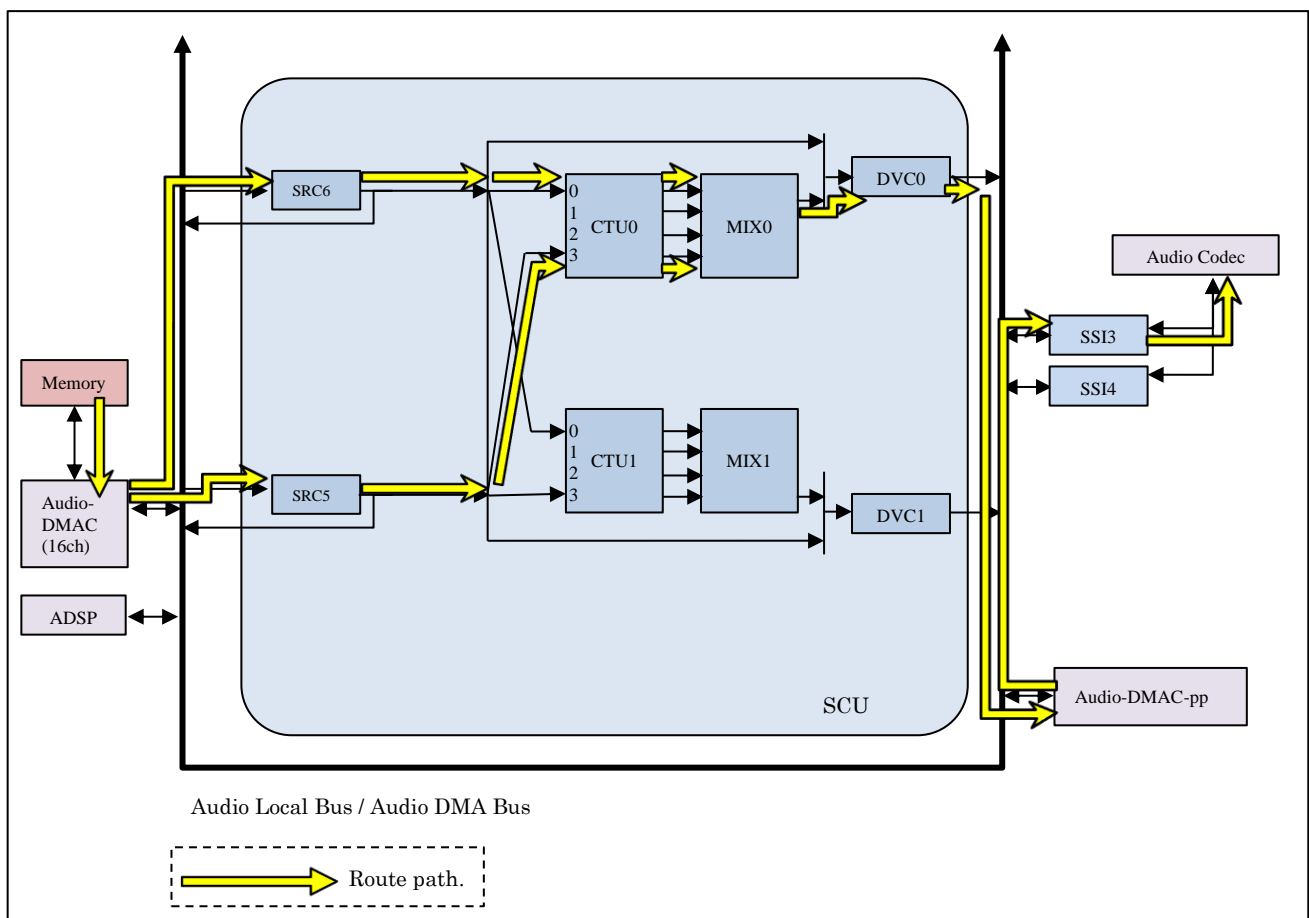 SRC6
0
1
2
3
CTU0
MIX0
DVC0
Audio Codec
SSI3
SSI4
Memory
Audio-
DMAC
(16ch)
SRC5
0
1
2
3
CTU1
MIX1
DVC1
ADSP
SCU
Audio-DMAC-pp
Audio Local Bus / Audio DMA Bus
Route path.